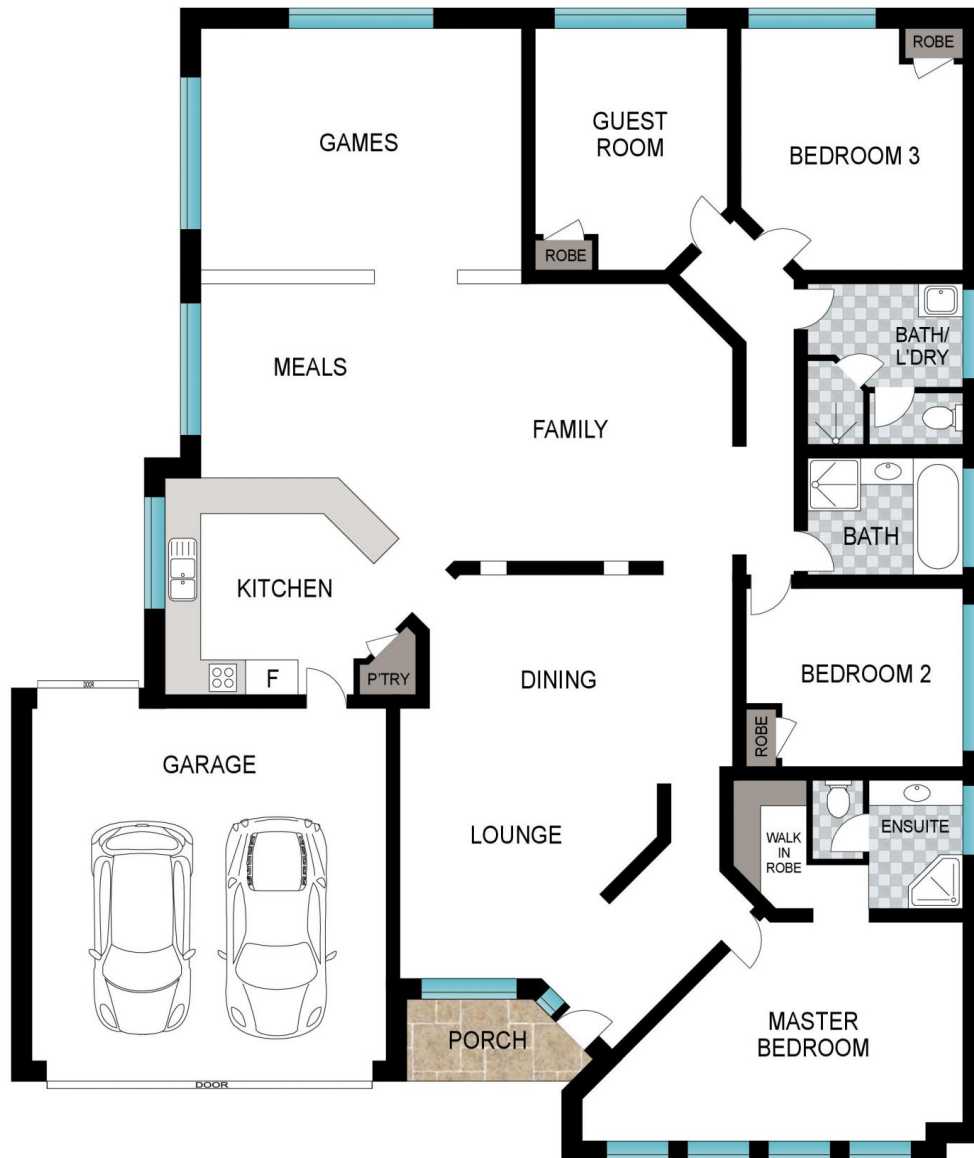 ROBE
GAMES
GUEST
ROOM
BEDROOM 3
ROBE
MEALS
BATH/
L'DRY
FAMILY
BATH
KITCHEN
F
P'TRY
DINING
BEDROOM 2
ROBE
DOOR
GARAGE
LOUNGE
WALK
IN
ROBE
ENSUITE
PORCH
MASTER
BEDROOM
DOOR